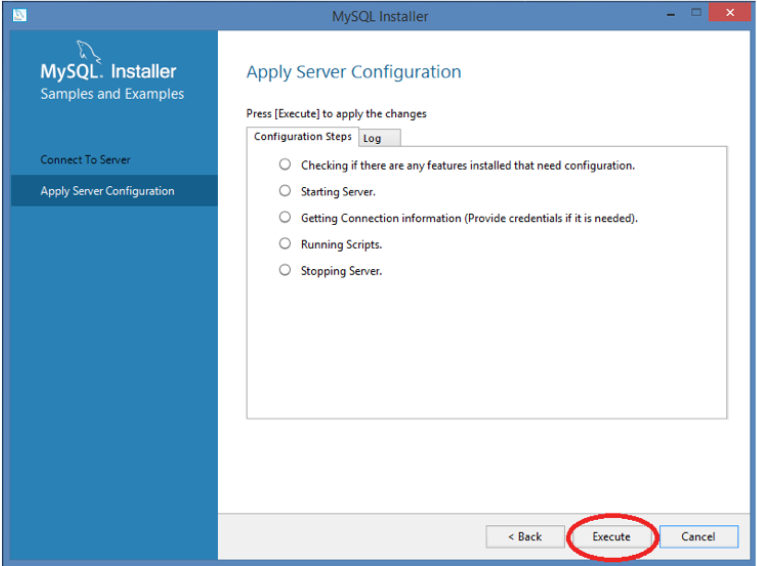 MySQL Installer
MySQL. Installer
Samples and Examples
Connect To Server
Apply Server Configuration
Apply Server Configuration
Press [Execute] to apply the changes
Configuration Steps Log
Checking if there are any features installed that need configuration.
Starting Server.
Getting Connection information (Provide credentials if it is needed).
Running Scripts.
Stopping Server.
< Back Execute Cancel